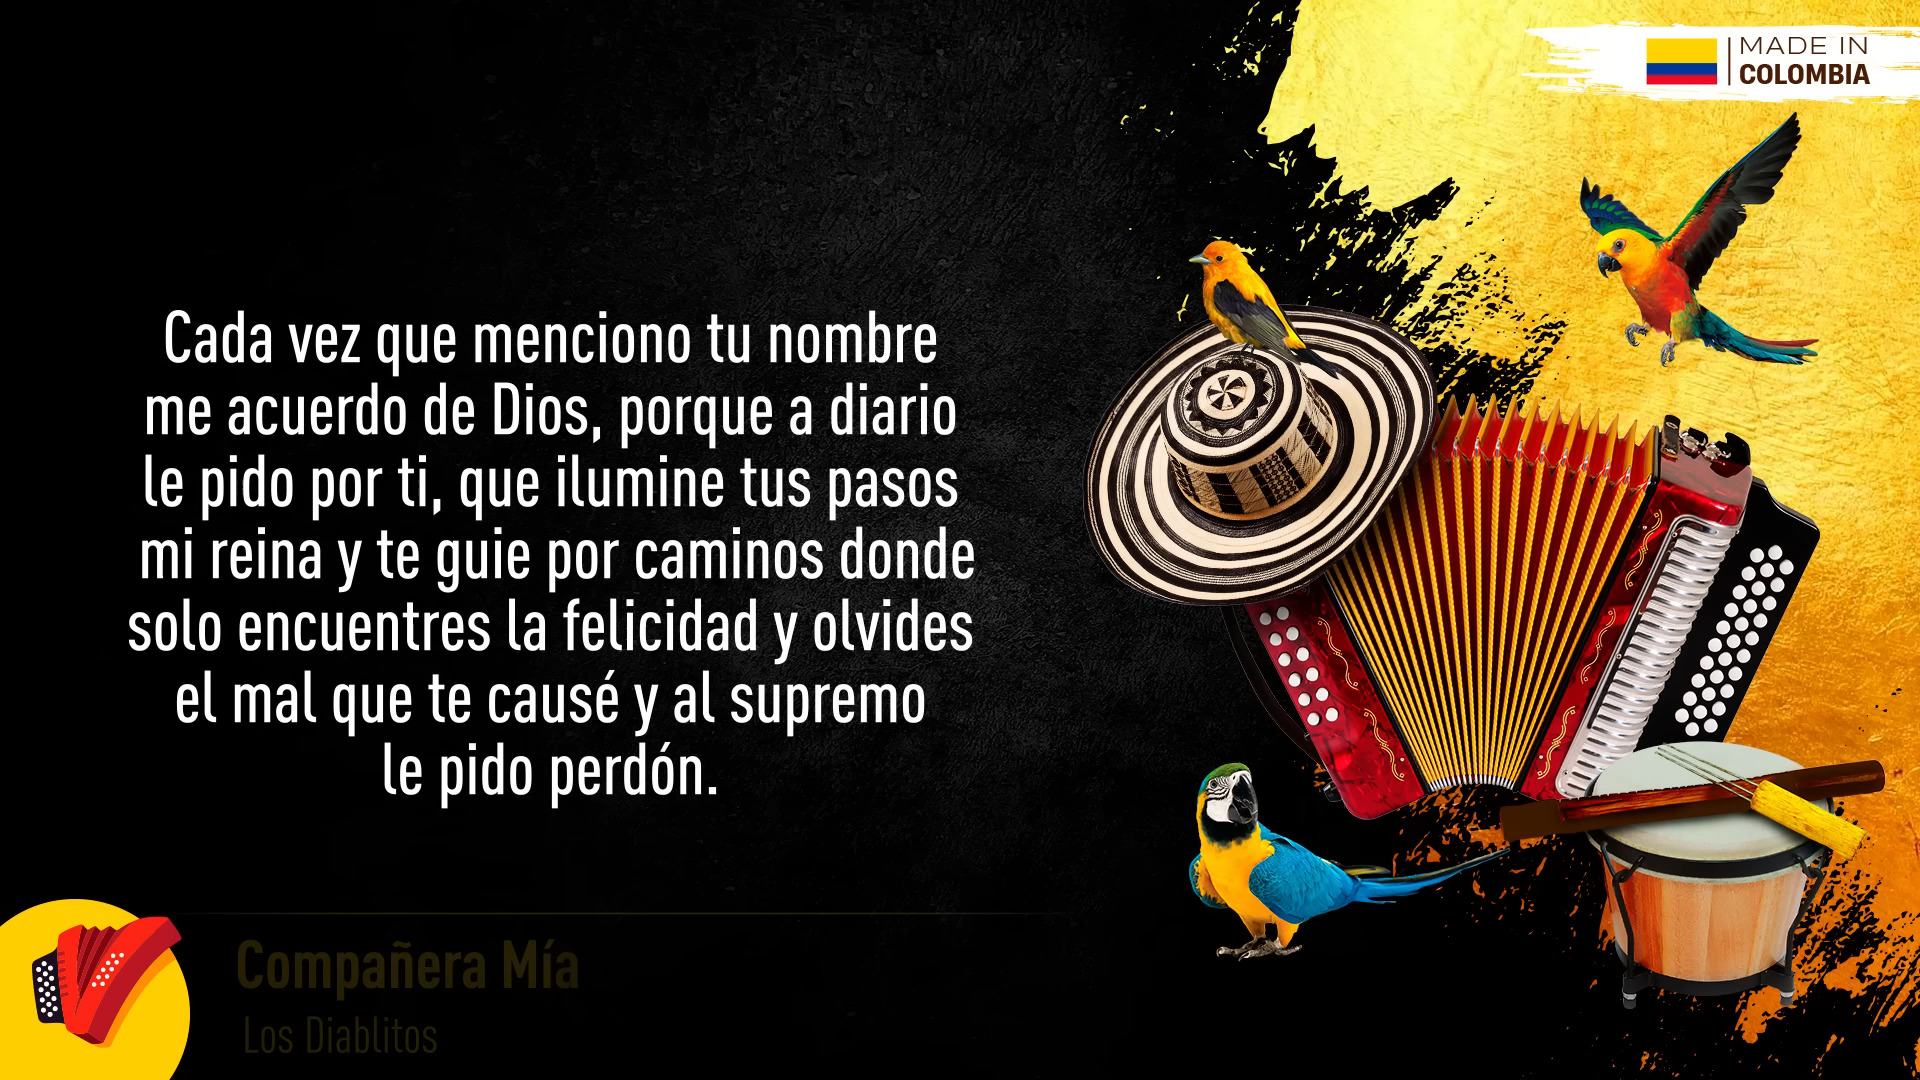 MADE IN
COLOMBIA
Cada vez que menciono tu nombre
me acuerdo de Dios, porque a diario
le pido por ti, que ilumine tus pasos
mi reina y te guie por caminos donde
solo encuentres la felicidad y olvides
el mal que te causé y al supremo
le pido perdón.
Compañera Mía
Los Diablitos